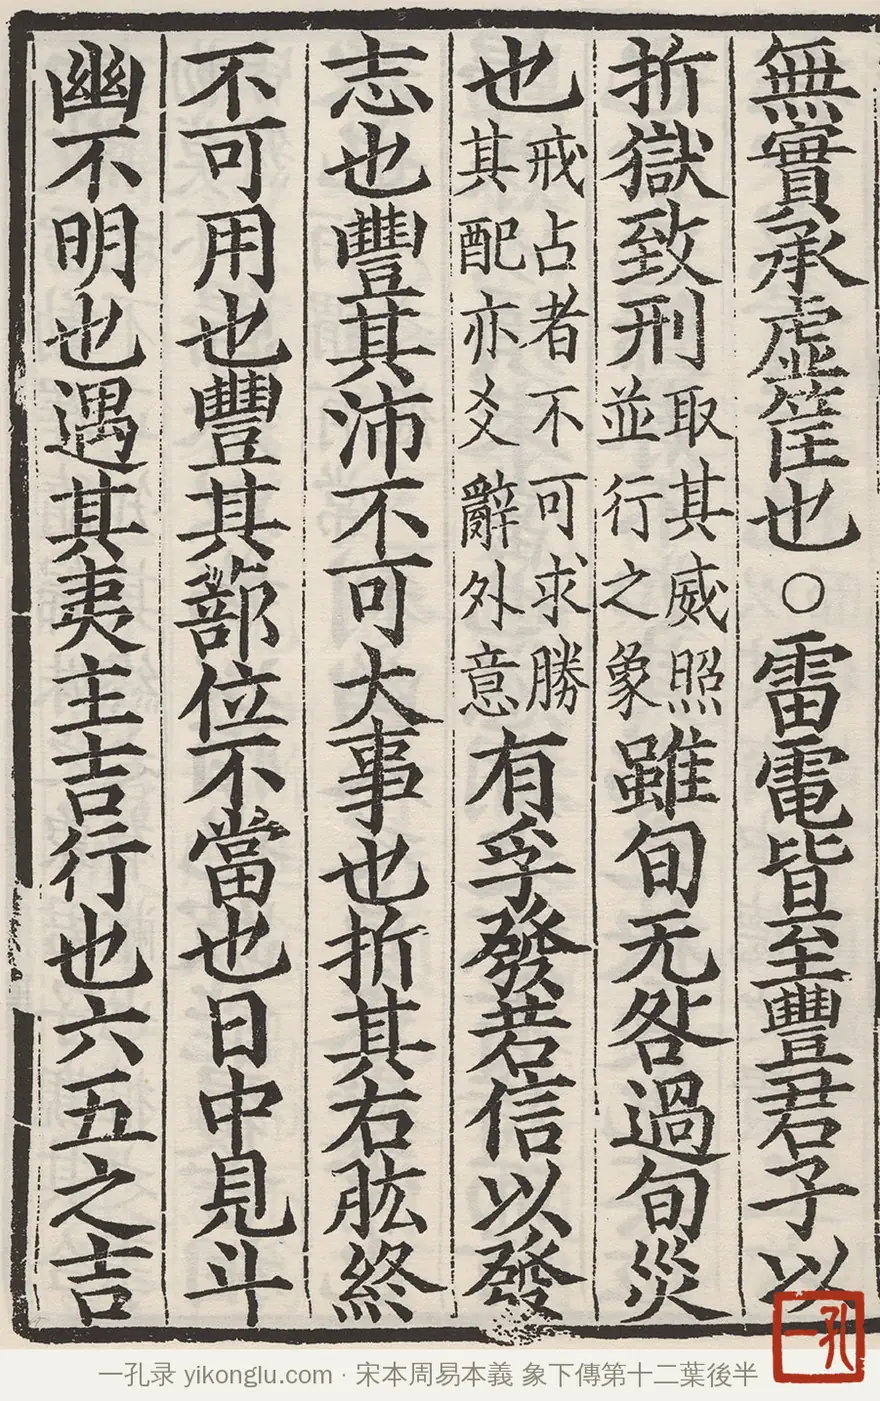 無實承虛筐也○雷電皆至豐君子以
折獄致刑取其威照並行之象雖旬无咎過旬災
也戒占者不可求勝其配亦爻辭外意有孚發若信以發
志也豐其沛不可大事也折其右肱終
不可用也豐其蔀位不當也日中見斗
幽不明也遇其夷主吉行也六五之吉
一孔
一孔录 yikonglu.com · 宋本周易本義 象下傳第十二葉後半